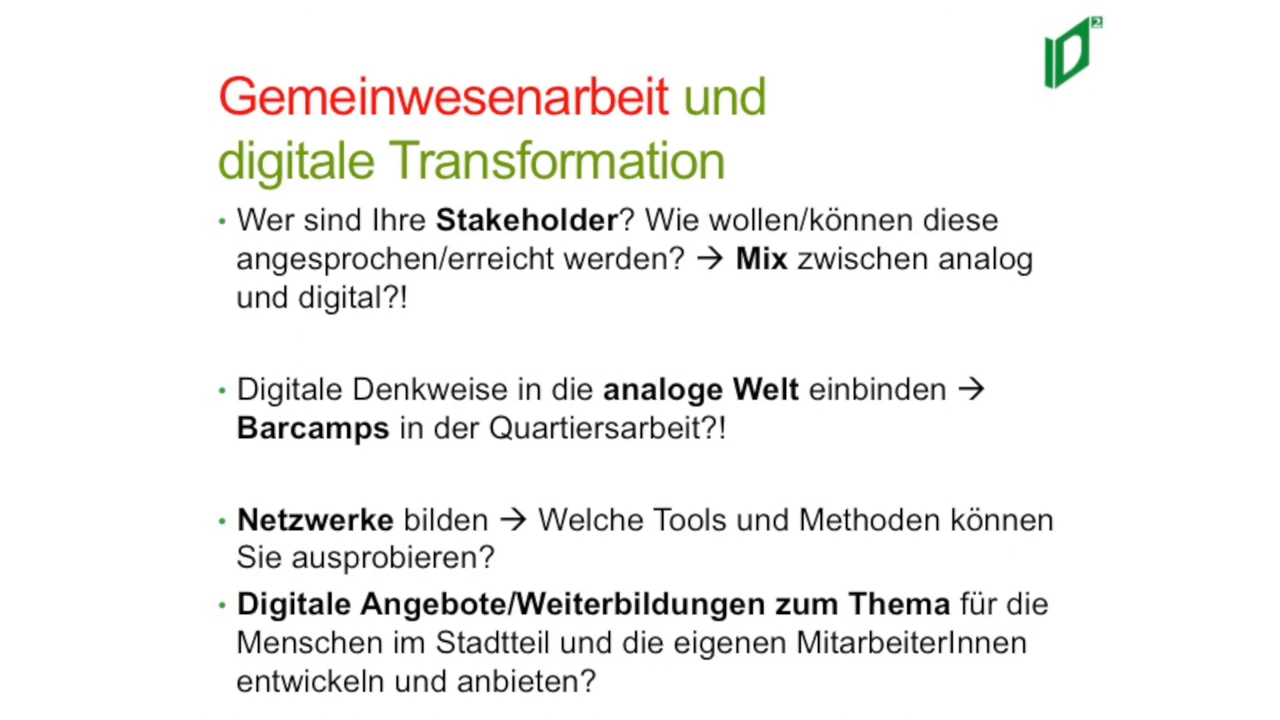 ID²
Gemeinwesenarbeit und
digitale Transformation
• Wer sind Ihre Stakeholder? Wie wollen/können diese
angesprochen/erreicht werden? → Mix zwischen analog
und digital?!
• Digitale Denkweise in die analoge Welt einbinden →
Barcamps in der Quartiersarbeit?!
• Netzwerke bilden → Welche Tools und Methoden können
Sie ausprobieren?
• Digitale Angebote/Weiterbildungen zum Thema für die
Menschen im Stadtteil und die eigenen MitarbeiterInnen
entwickeln und anbieten?